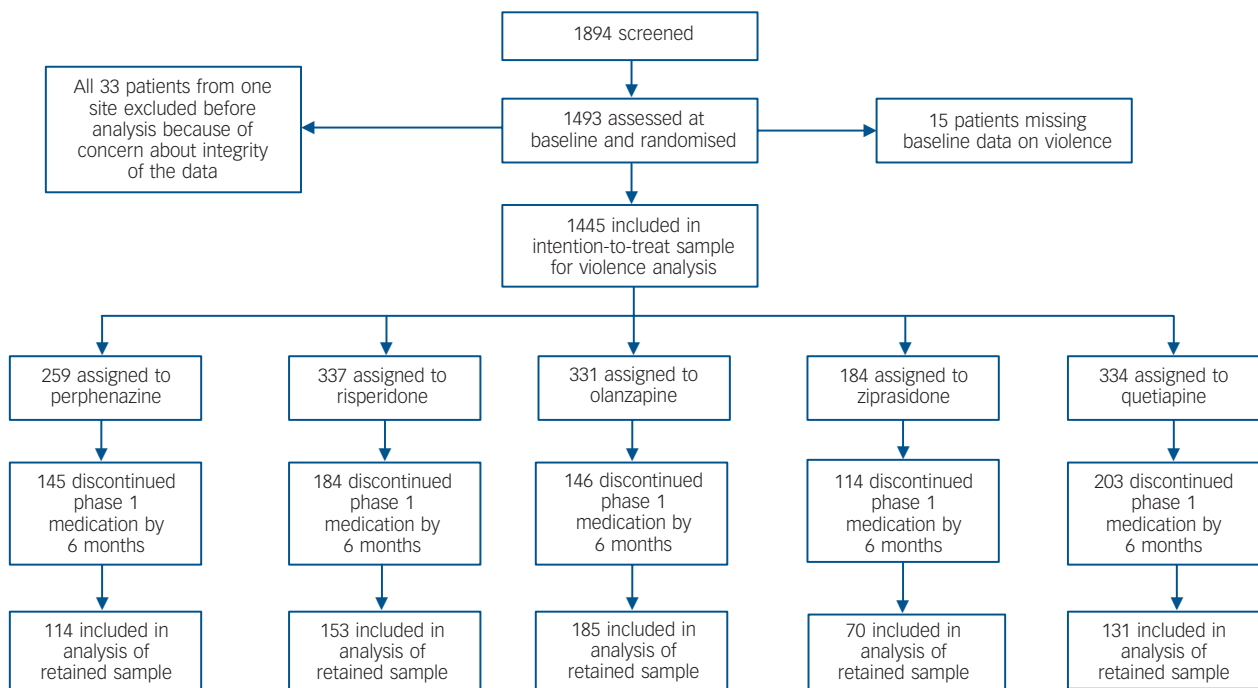 1894 screened
All 33 patients from one
site excluded before
analysis because of
concern about integrity
of the data
1493 assessed at
baseline and randomised
15 patients missing
baseline data on violence
1445 included in
intention-to-treat sample
for violence analysis
259 assigned to
perphenazine
337 assigned to
risperidone
331 assigned to
olanzapine
184 assigned to
ziprasidone
334 assigned to
quetiapine
145 discontinued
phase 1
medication by
6 months
184 discontinued
phase 1
medication by
6 months
146 discontinued
phase 1
medication by
6 months
114 discontinued
phase 1
medication by
6 months
203 discontinued
phase 1
medication by
6 months
114 included in
analysis of
retained sample
153 included in
analysis of
retained sample
185 included in
analysis of
retained sample
70 included in
analysis of
retained sample
131 included in
analysis of
retained sample